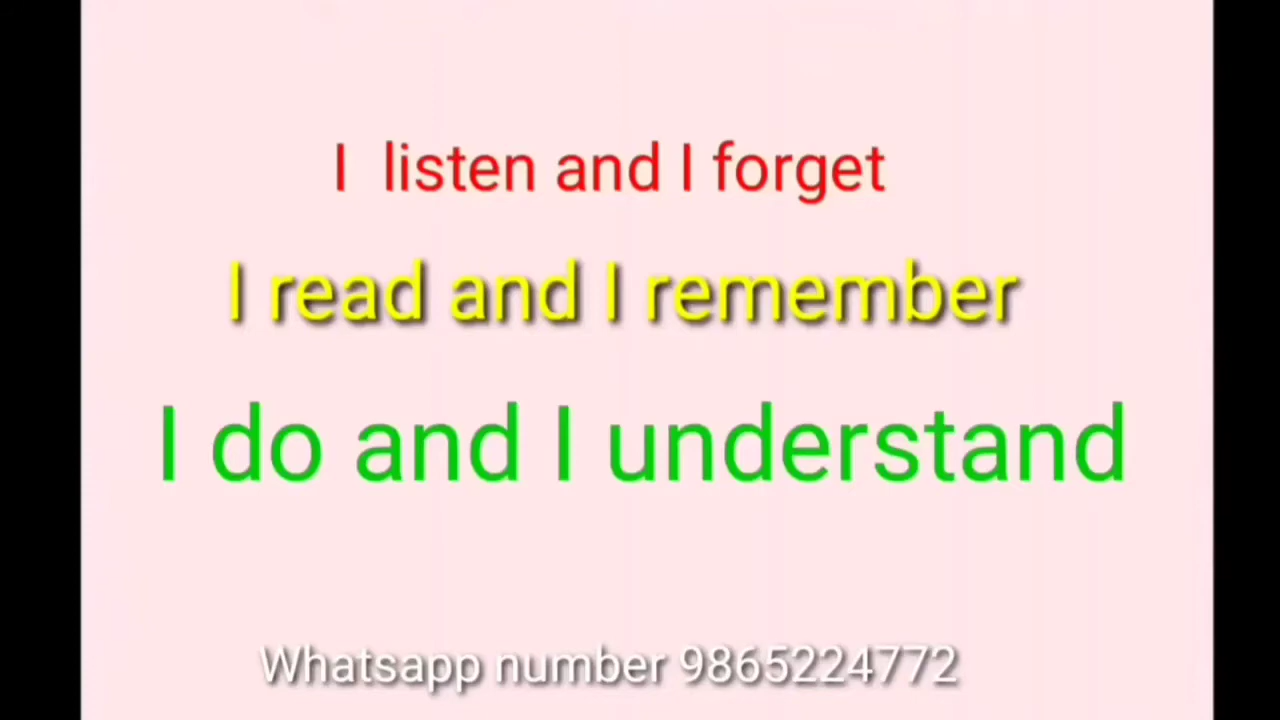 I listen and I forget
I read and I remember
I do and I understand
Whatsapp number 9865224772